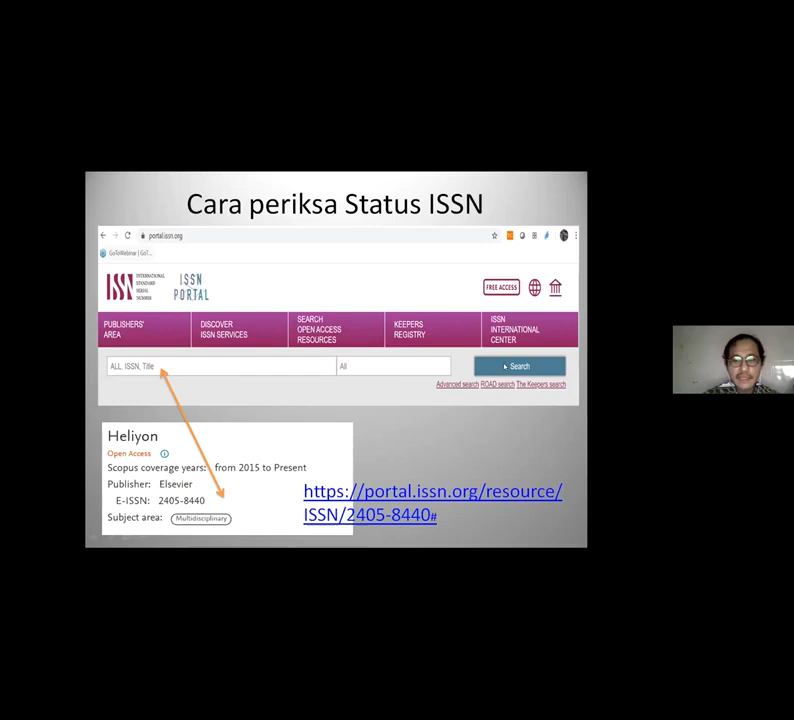 Cara periksa Status ISSN
portal.issn.org
GoToWebinar | GoT...
ISSN
INTERNATIONAL
STANDARD
SERIAL
NUMBER
ISSN
PORTAL
FREE ACCESS
PUBLISHERS'
AREA
DISCOVER
ISSN SERVICES
SEARCH
OPEN ACCESS
RESOURCES
KEEPERS
REGISTRY
ISSN
INTERNATIONAL
CENTER
ALL, ISSN, Title
All
Search
Advanced search ROAD search The Keepers search
Heliyon
Open Access
Scopus coverage years: from 2015 to Present
Publisher: Elsevier
E-ISSN: 2405-8440
Subject area: Multidisciplinary
https://portal.issn.org/resource/
ISSN/2405-8440#